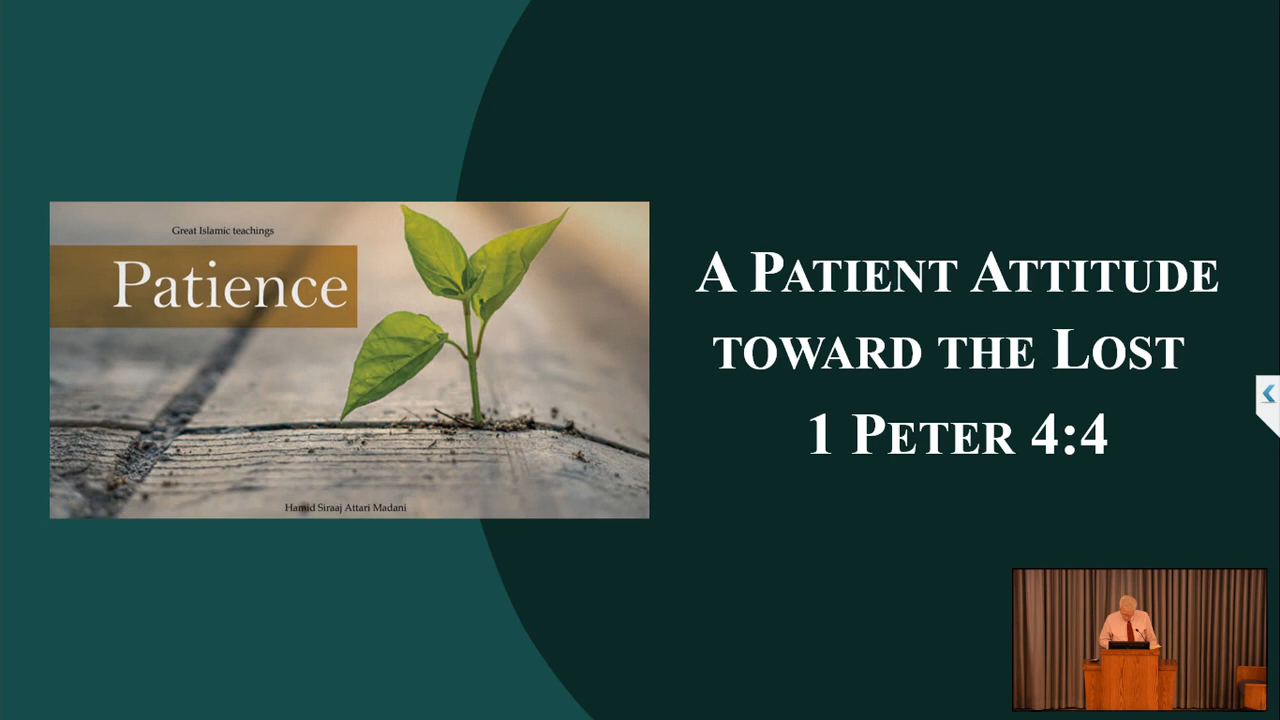 Great Islamic teachings
Patience
Hamid Siraaj Attari Madani
A Patient Attitude
toward the Lost
1 Peter 4:4